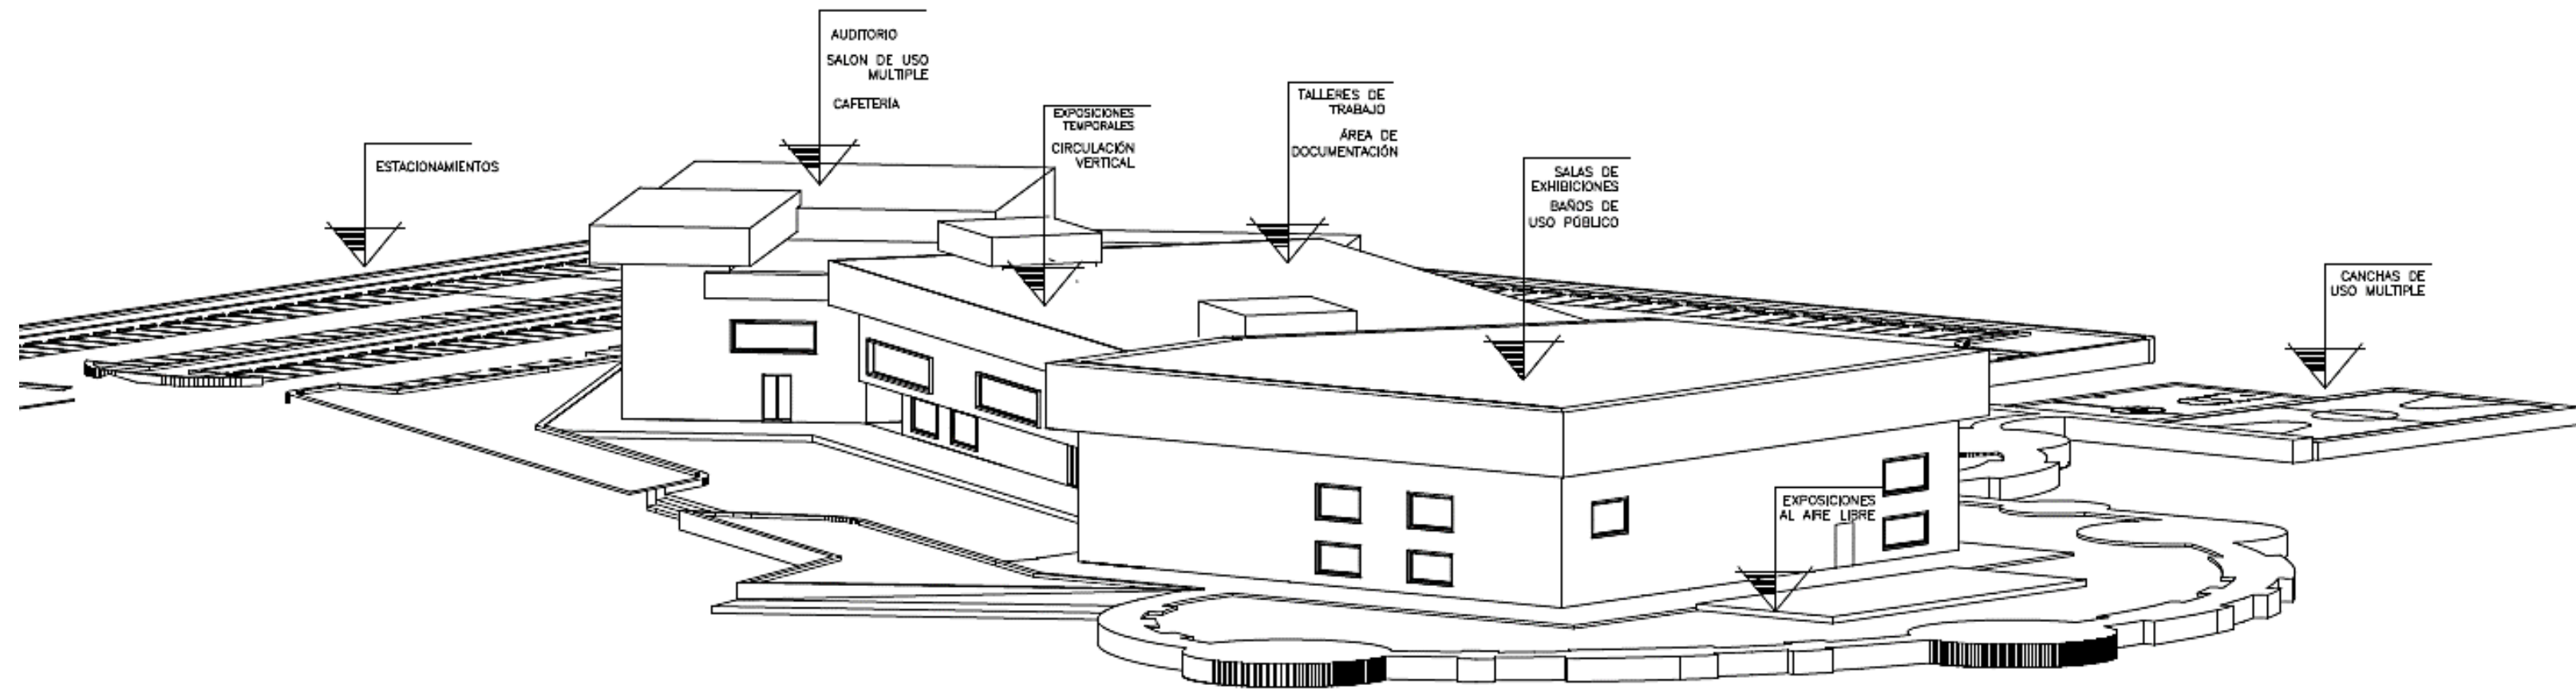 AUDITORIO
SALON DE USO
MULTIPLE
CAFETERÍA
ESTACIONAMIENTOS
EXPOSICIONES
TEMPORALES
CIRCULACIÓN
VERTICAL
TALLERES DE
TRABAJO
ÁREA DE
DOCUMENTACIÓN
SALAS DE
EXHIBICIONES
BAÑOS DE
USO PÚBLICO
CANCHAS DE
USO MULTIPLE
EXPOSICIONES
AL AIRE LIBRE